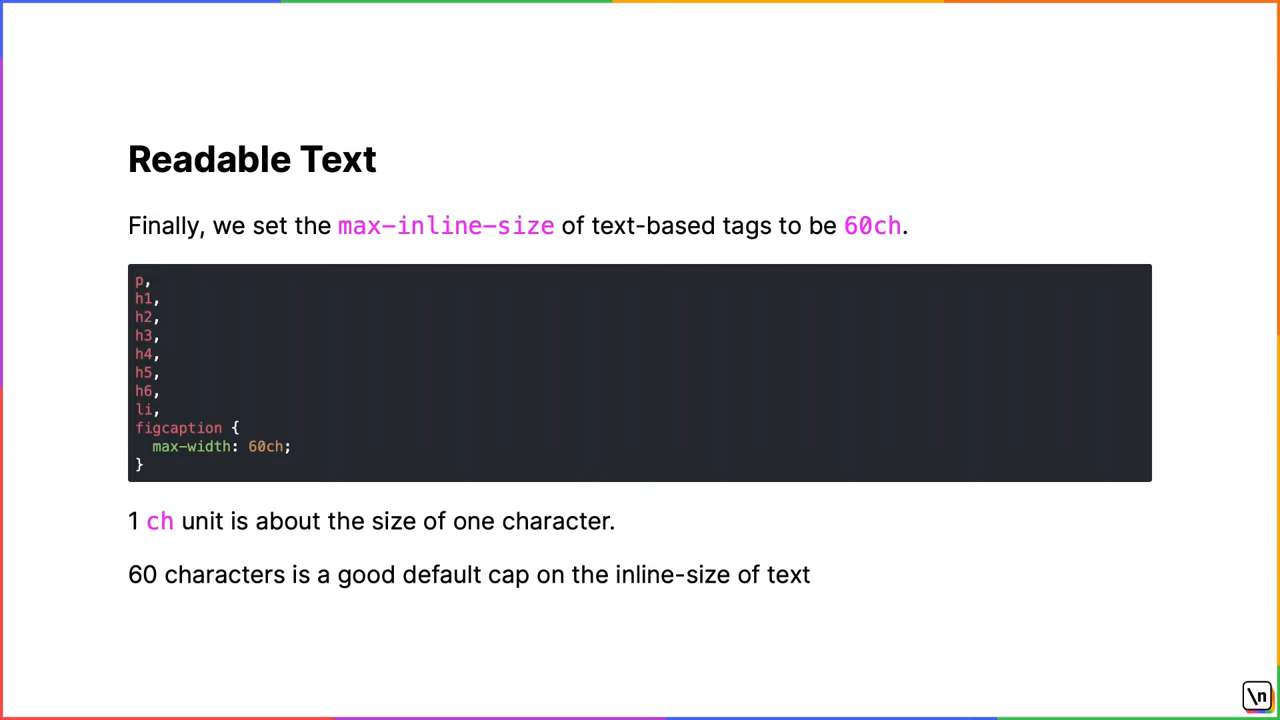 Readable Text
Finally, we set the max-inline-size of text-based tags to be 60ch.
p,
h1,
h2,
h3,
h4,
h5,
h6,
li,
figcaption {
  max-width: 60ch;
}
1 ch unit is about the size of one character.
60 characters is a good default cap on the inline-size of text
\n